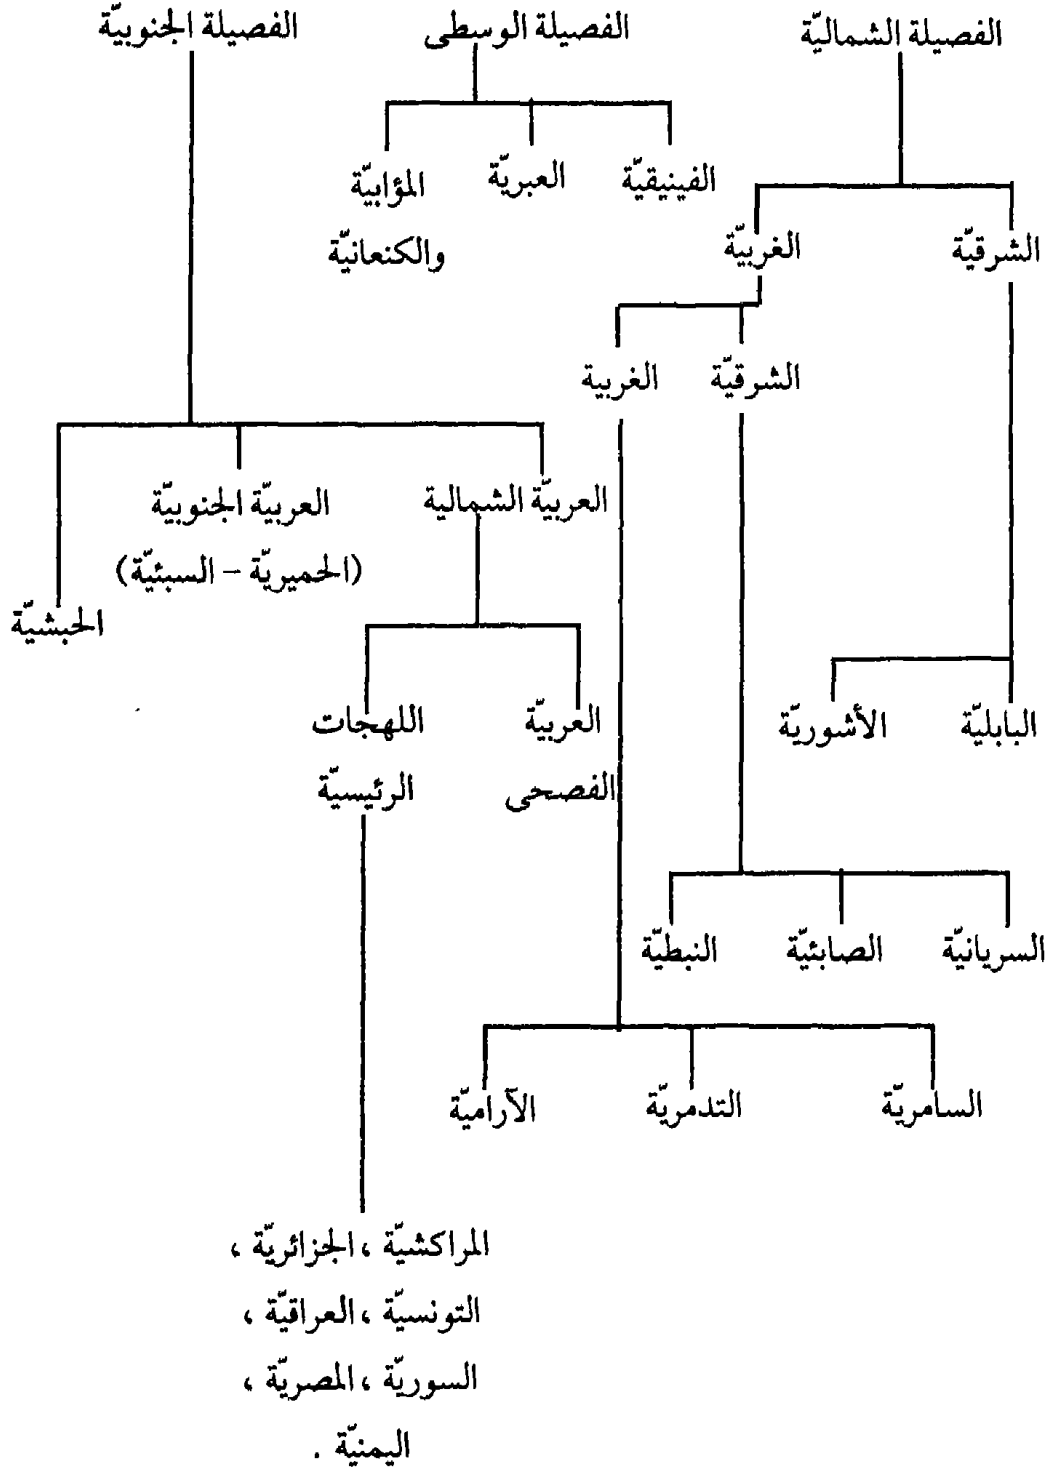 الفصيلة الشماليّة
الفصيلة الوسطى
الفصيلة الجنوبيّة
الفينيقيّة
العبريّة
المؤابيّة
والكنعانيّة
الشرقيّة
الغربيّة
الشرقيّة
الغربية
العربيّة الشمالية
العربيّة الجنوبيّة
(الحميريّة – السبئيّة)
الحبشيّة
البابليّة
الأشوريّة
العربيّة
الفصحى
اللهجات
الرئيسيّة
السريانيّة
الصابئيّة
النبطيّة
السامريّة
التدمريّة
الآراميّة
المراكشيّة ، الجزائريّة ،
التونسيّة ، العراقيّة ،
السوريّة ، المصريّة ،
اليمنيّة .